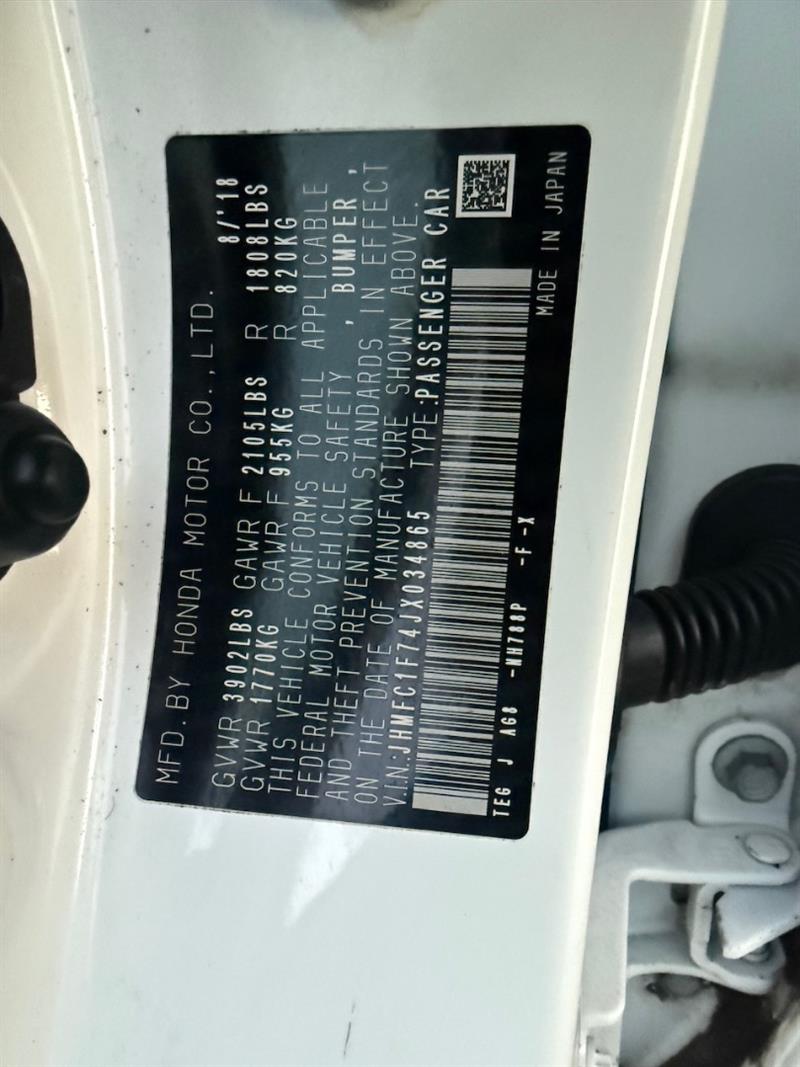 MFD. BY HONDA MOTOR CO., LTD. 8/'18
GVWR 3902LBS GAWR F 2105LBS R 1808LBS
GVWR 1770KG GAWR F 955KG R 820KG
THIS VEHICLE CONFORMS TO ALL APPLICABLE
FEDERAL MOTOR VEHICLE SAFETY , BUMPER ,
AND THEFT PREVENTION STANDARDS IN EFFECT
ON THE DATE OF MANUFACTURE SHOWN ABOVE.
V.I.N.:JHMFC1F74JX034865 TYPE:PASSENGER CAR
TEG J AG8 -NH788P -F-X
MADE IN JAPAN